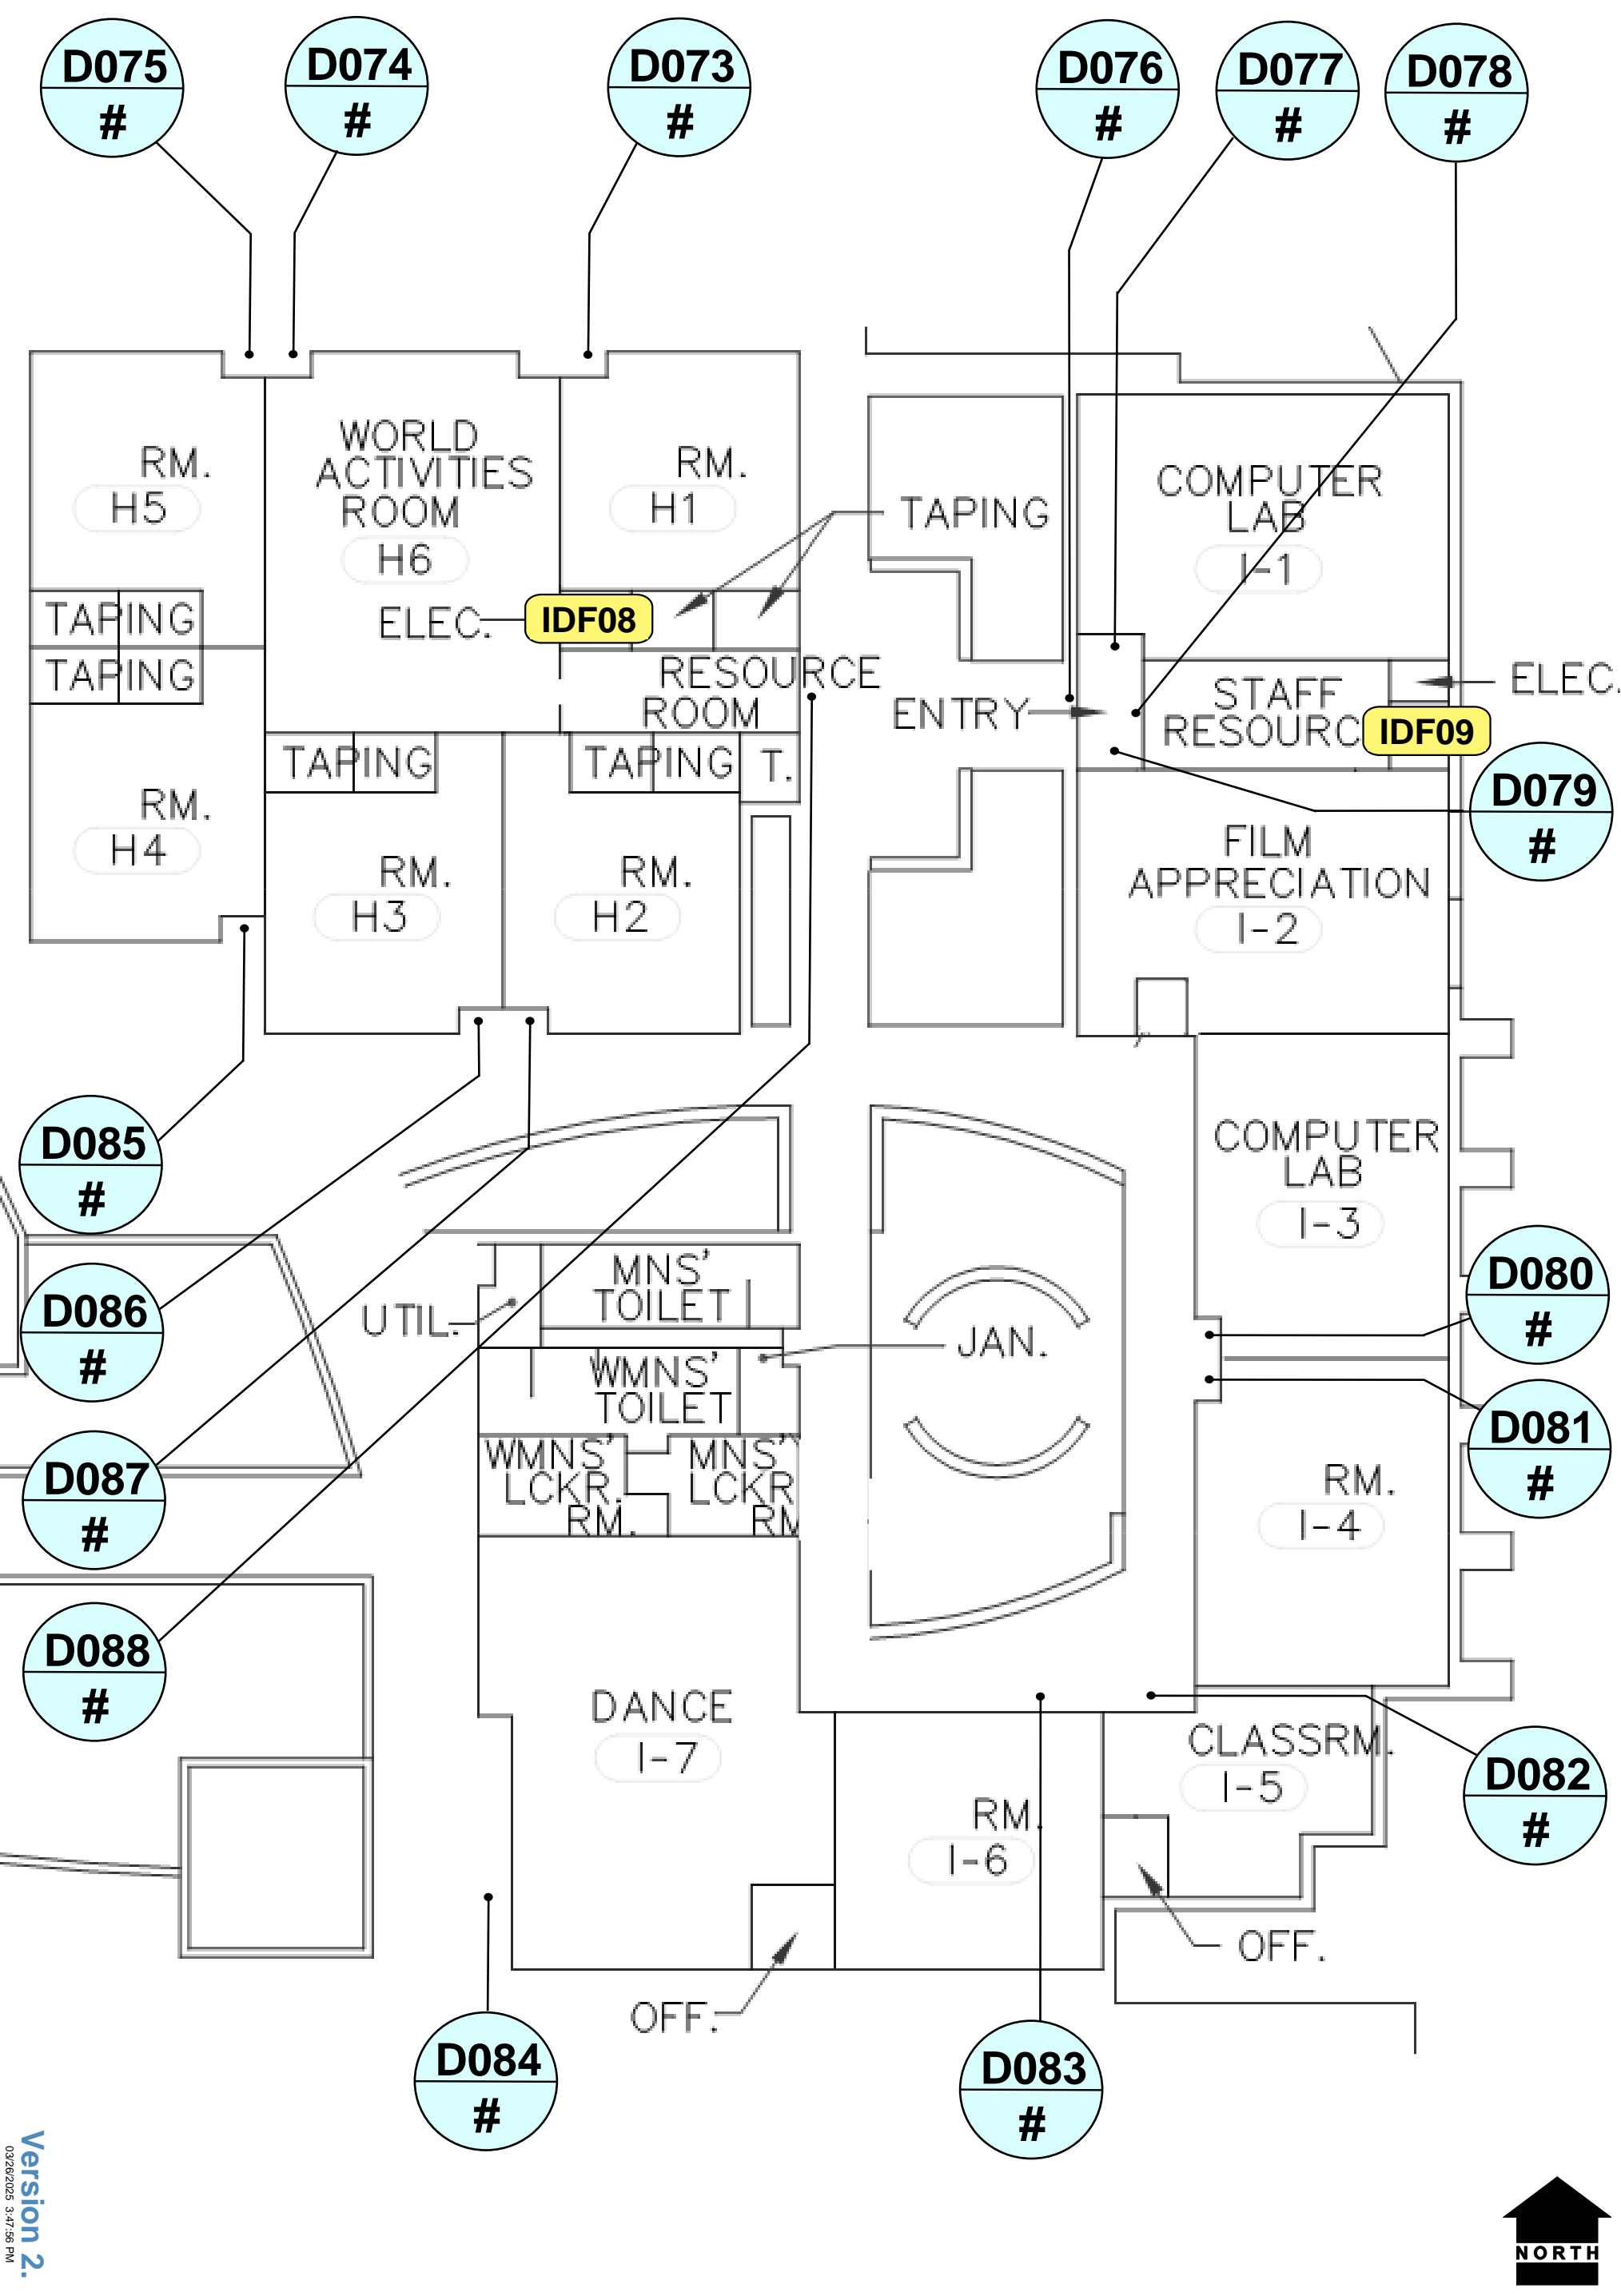 D075
#
D074
#
D073
#
D076
#
D077
#
D078
#
RM.
H5
WORLD
ACTIVITIES
ROOM
H6
RM.
H1
TAPING
COMPUTER
LAB
I-1
TAPING
TAPING
ELEC.
IDF08
RESOURCE
ROOM
ENTRY
STAFF
RESOURC
ELEC.
IDF09
TAPING
TAPING
T.
RM.
H4
RM.
H3
RM.
H2
D079
#
FILM
APPRECIATION
I-2
D085
#
COMPUTER
LAB
I-3
D086
#
UTIL.
MNS'
TOILET
JAN.
D080
#
WMNS'
TOILET
D081
#
D087
#
WMNS'
LCKR.
RM.
MNS'
LCKR
RM
RM.
I-4
D088
#
DANCE
I-7
CLASSRM.
I-5
D082
#
RM.
I-6
OFF.
OFF.
D084
#
D083
#
Version 2.
03/26/2025 3:47:56 PM
NORTH